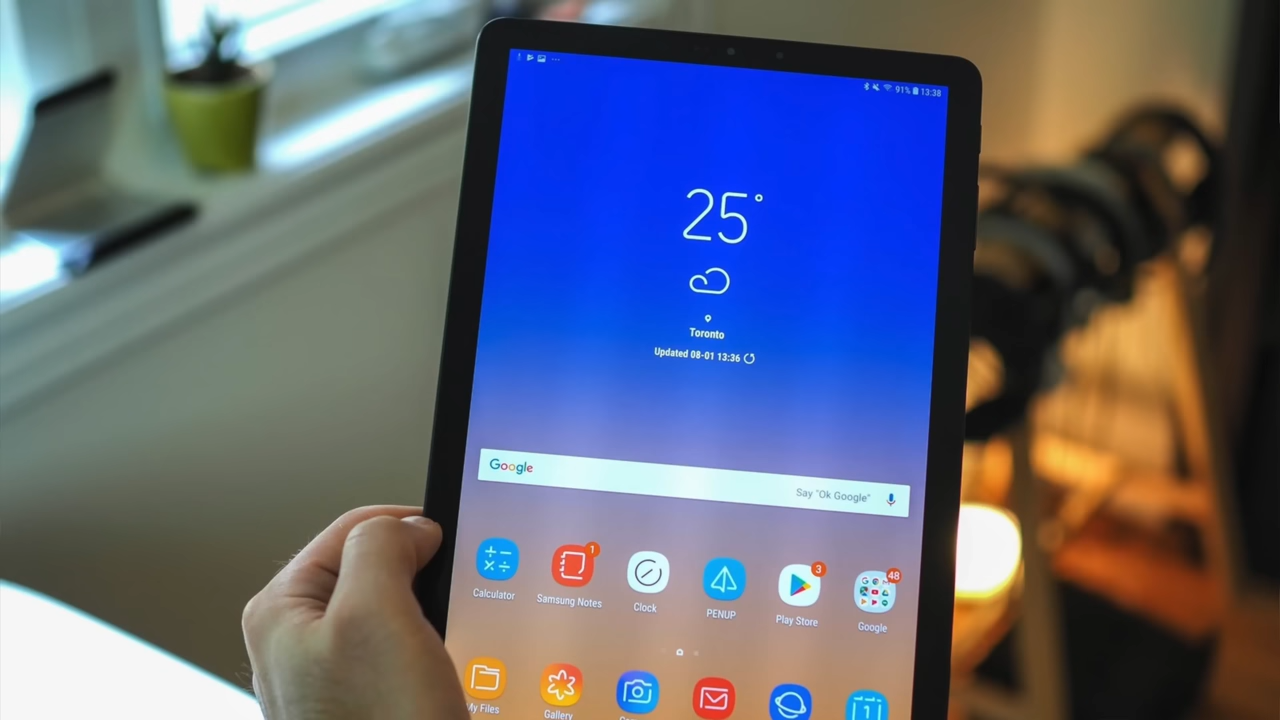 91% 13:38
25°
Toronto
Updated 08-01 13:36
Google Say "Ok Google"
1 3 48
Calculator Samsung Notes Clock PENUP Play Store Google
My Files Gallery
1